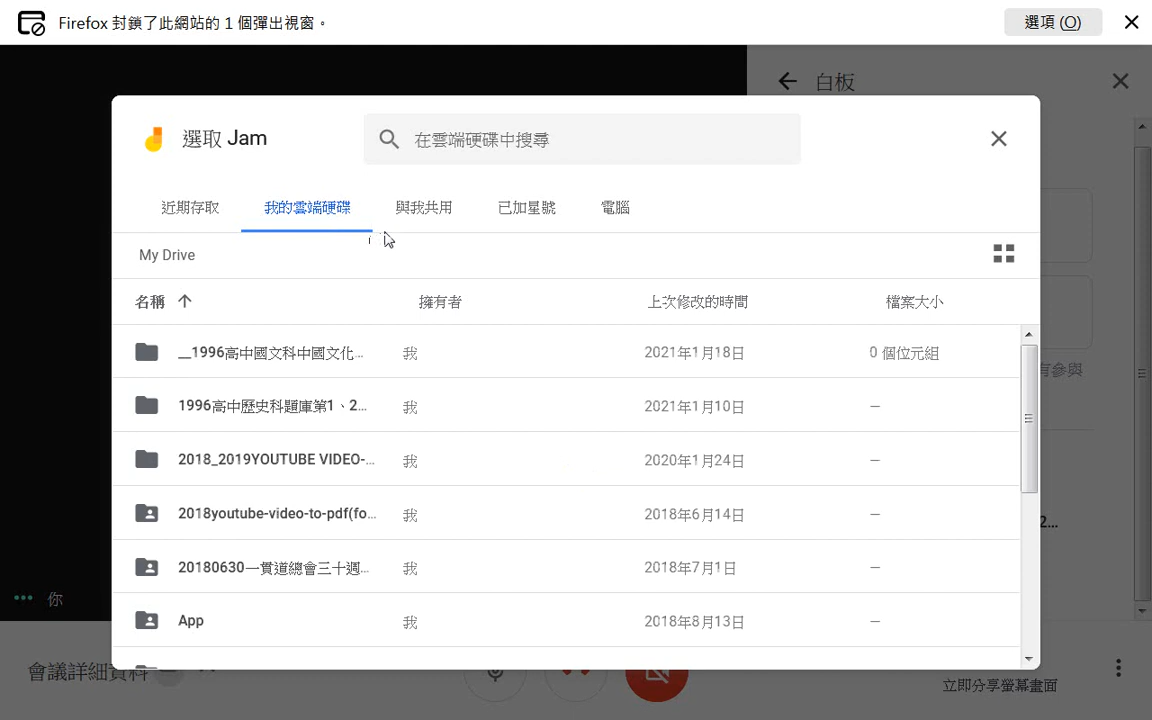 Firefox 封鎖了此網站的 1 個彈出視窗。
選項 (O)
白板
選取 Jam
在雲端硬碟中搜尋
近期存取 我的雲端硬碟 與我共用 已加星號 電腦
My Drive
名稱 擁有者 上次修改的時間 檔案大小
__1996高中國文科中國文化... 我 2021年1月18日 0 個位元組
1996高中歷史科題庫第1、2... 我 2021年1月10日 —
有參與
2018_2019YOUTUBE VIDEO-... 我 2020年1月24日 —
2018youtube-video-to-pdf(fo... 我 2018年6月14日 —
2...
20180630一貫道總會三十週... 我 2018年7月1日 —
App 我 2018年8月13日 —
你
會議詳細資料
立即分享螢幕畫面